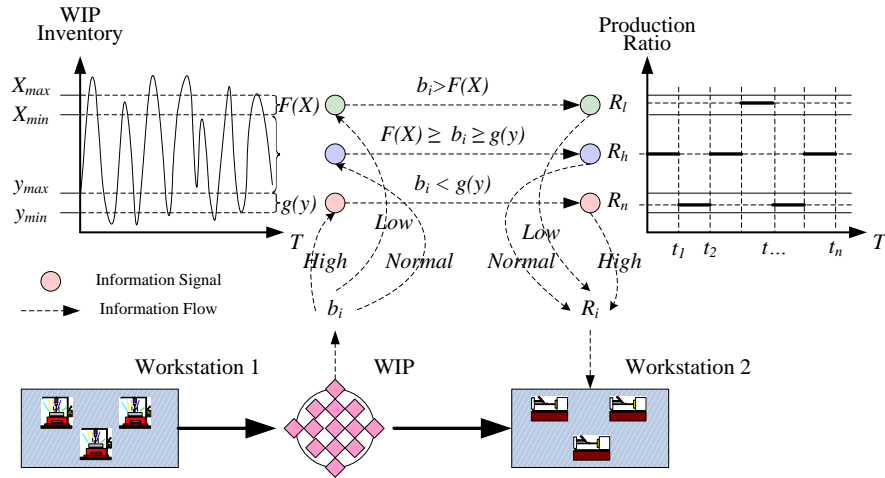 WIP
Inventory
Production
Ratio
X_max
X_min
F(X)
b_i>F(X)
R_l
F(X) ≥ b_i ≥ g(y)
R_h
y_max
y_min
g(y)
b_i < g(y)
R_n
T
T
Low
Low
t_1
t_2
t…
t_n
High
Normal
Normal
High
Information Signal
Information Flow
b_i
R_i
Workstation 1
WIP
Workstation 2